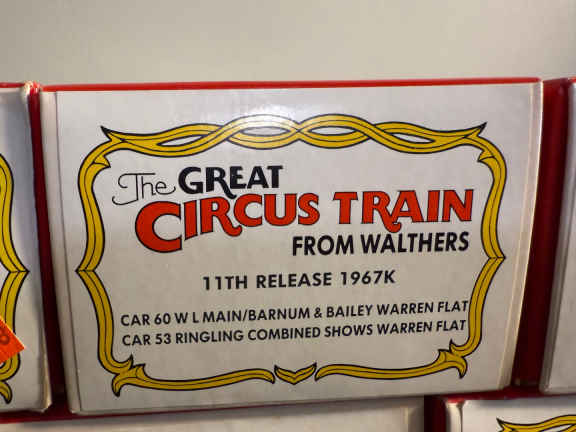 The GREAT
CIRCUS TRAIN
FROM WALTHERS
11TH RELEASE 1967K
CAR 60 W L MAIN/BARNUM & BAILEY WARREN FLAT
CAR 53 RINGLING COMBINED SHOWS WARREN FLAT